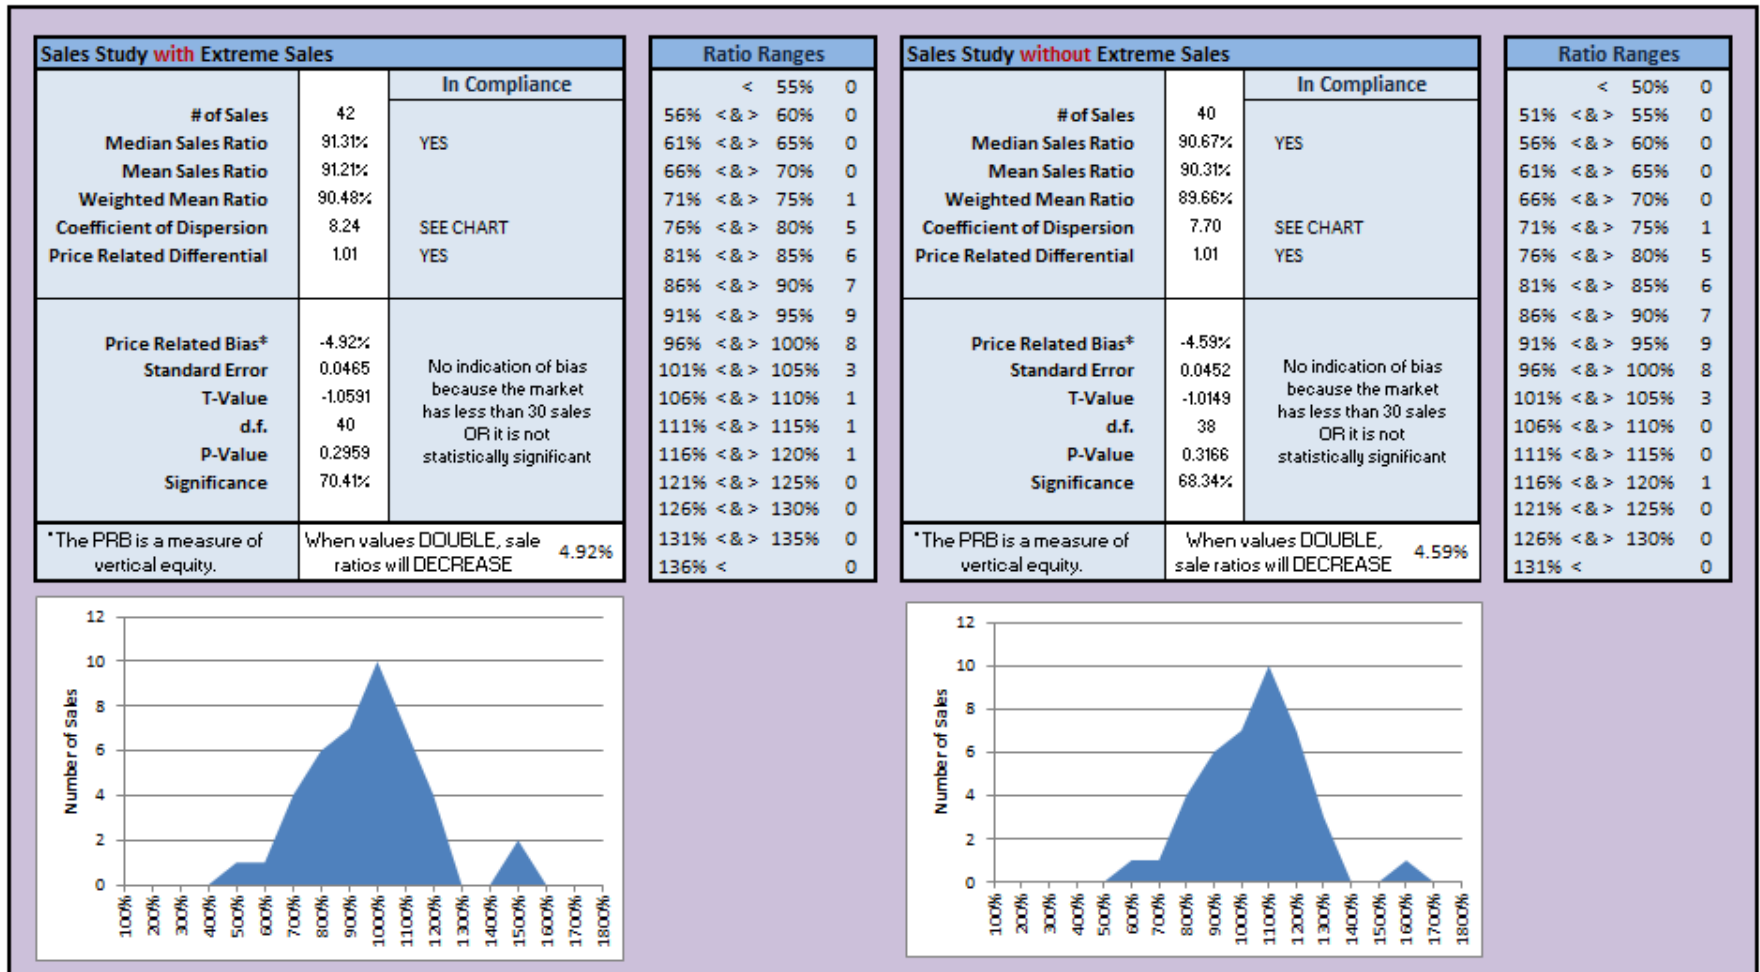 Sales Study with Extreme Sales
In Compliance
# of Sales 42
Median Sales Ratio 91.31% YES
Mean Sales Ratio 91.21%
Weighted Mean Ratio 90.48%
Coefficient of Dispersion 8.24 SEE CHART
Price Related Differential 1.01 YES
Price Related Bias* -4.92%
Standard Error 0.0465
T-Value -1.0591
d.f. 40
P-Value 0.2959
Significance 70.41%
No indication of bias
because the market
has less than 30 sales
OR it is not
statistically significant
*The PRB is a measure of
vertical equity.
When values DOUBLE, sale
ratios will DECREASE
4.92%
Ratio Ranges
< 55% 0
56% <&> 60% 0
61% <&> 65% 0
66% <&> 70% 0
71% <&> 75% 1
76% <&> 80% 5
81% <&> 85% 6
86% <&> 90% 7
91% <&> 95% 9
96% <&> 100% 8
101% <&> 105% 3
106% <&> 110% 1
111% <&> 115% 1
116% <&> 120% 1
121% <&> 125% 0
126% <&> 130% 0
131% <&> 135% 0
136% < 0
Sales Study without Extreme Sales
In Compliance
# of Sales 40
Median Sales Ratio 90.67% YES
Mean Sales Ratio 90.31%
Weighted Mean Ratio 89.66%
Coefficient of Dispersion 7.70 SEE CHART
Price Related Differential 1.01 YES
Price Related Bias* -4.59%
Standard Error 0.0452
T-Value -1.0149
d.f. 38
P-Value 0.3166
Significance 68.34%
No indication of bias
because the market
has less than 30 sales
OR it is not
statistically significant
*The PRB is a measure of
vertical equity.
When values DOUBLE,
sale ratios will DECREASE
4.59%
Ratio Ranges
< 50% 0
51% <&> 55% 0
56% <&> 60% 0
61% <&> 65% 0
66% <&> 70% 0
71% <&> 75% 1
76% <&> 80% 5
81% <&> 85% 6
86% <&> 90% 7
91% <&> 95% 9
96% <&> 100% 8
101% <&> 105% 3
106% <&> 110% 0
111% <&> 115% 0
116% <&> 120% 1
121% <&> 125% 0
126% <&> 130% 0
131% < 0
Number of Sales
12
10
8
6
4
2
0
1000%
2000%
3000%
4000%
5000%
6000%
7000%
8000%
9000%
10000%
11000%
12000%
13000%
14000%
15000%
16000%
17000%
18000%
Number of Sales
12
10
8
6
4
2
0
100%
200%
300%
400%
500%
600%
700%
800%
900%
1000%
1100%
1200%
1300%
1400%
1500%
1600%
1700%
1800%